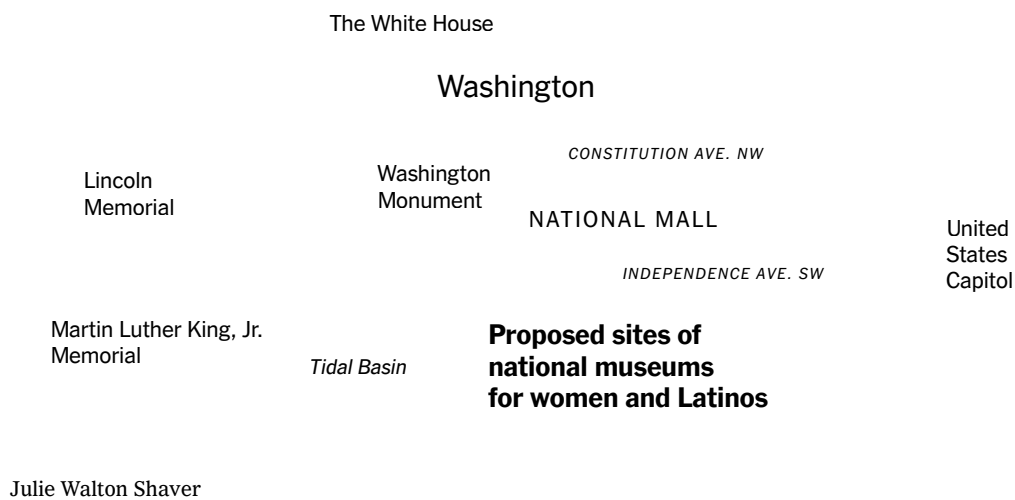 The White House
Washington
CONSTITUTION AVE. NW
Lincoln
Memorial
Washington
Monument
NATIONAL MALL
United
States
Capitol
INDEPENDENCE AVE. SW
Martin Luther King, Jr.
Memorial
Tidal Basin
Proposed sites of
national museums
for women and Latinos
Julie Walton Shaver